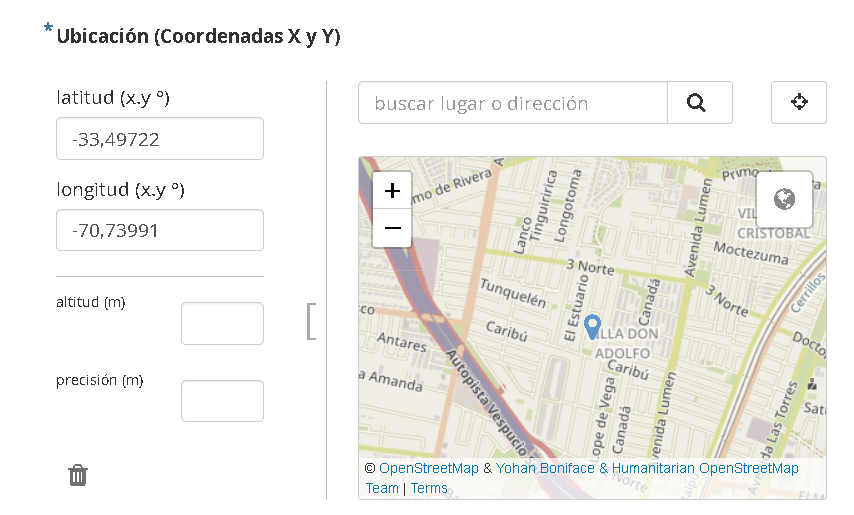 * Ubicación (Coordenadas X y Y)
latitud (x.y °)
-33,49722
longitud (x.y °)
-70,73991
altitud (m)
precisión (m)
buscar lugar o dirección
+
−
mo de Rivera
Lanco
Tinguiririca
Longotoma
Avenida Lumen
CRISTOBAL
Moctezuma
3 Norte
3 Norte
Tunquelén
El Estuario
Canadá
Cerrillos
co
Antares
Caribú
LLA DON
ADOLFO
Caribú
a Amanda
Autopista Vespucio
Lope de Vega
Canadá
venida Lumen
da Las Torres
Docto
Sat
Norte
© OpenStreetMap & Yohan Boniface & Humanitarian OpenStreetMap
Team | Terms